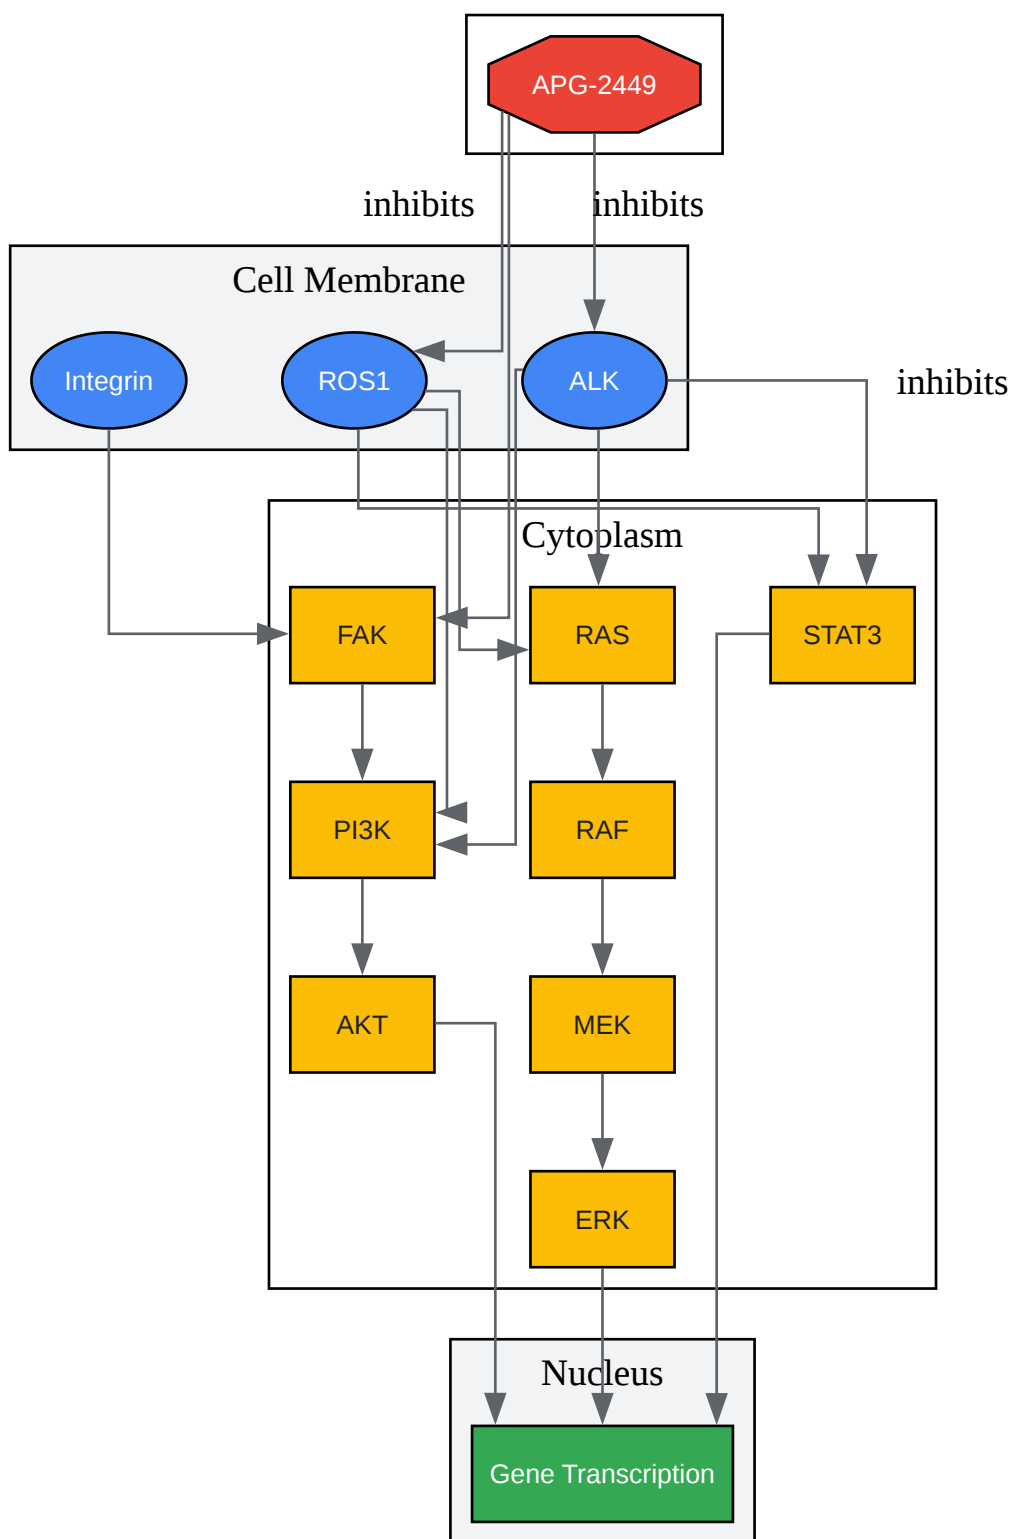 APG-2449
inhibits
inhibits
Cell Membrane
Integrin
ROS1
ALK
inhibits
Cytoplasm
FAK
RAS
STAT3
PI3K
RAF
AKT
MEK
ERK
Nucleus
Gene Transcription